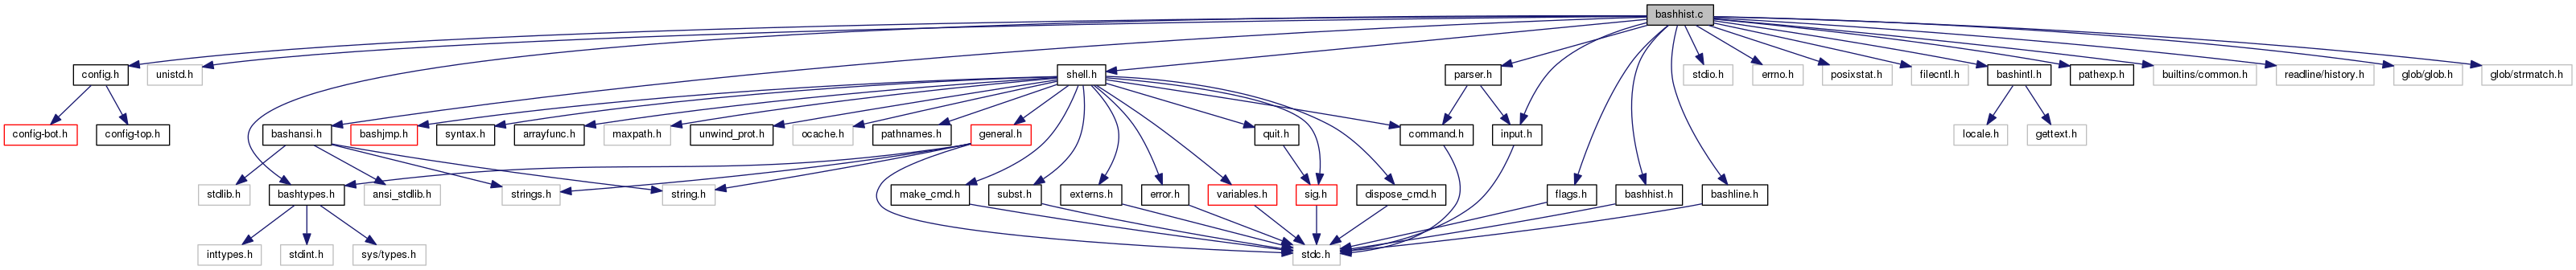 bashhist.c
config.h
unistd.h
shell.h
parser.h
stdio.h
errno.h
posixstat.h
filecntl.h
bashintl.h
pathexp.h
builtins/common.h
readline/history.h
glob/glob.h
glob/strmatch.h
config-bot.h
config-top.h
bashansi.h
bashjmp.h
syntax.h
arrayfunc.h
maxpath.h
unwind_prot.h
ocache.h
pathnames.h
general.h
quit.h
command.h
input.h
locale.h
gettext.h
stdlib.h
bashtypes.h
ansi_stdlib.h
strings.h
string.h
make_cmd.h
subst.h
externs.h
error.h
variables.h
sig.h
dispose_cmd.h
flags.h
bashhist.h
bashline.h
inttypes.h
stdint.h
sys/types.h
stdc.h